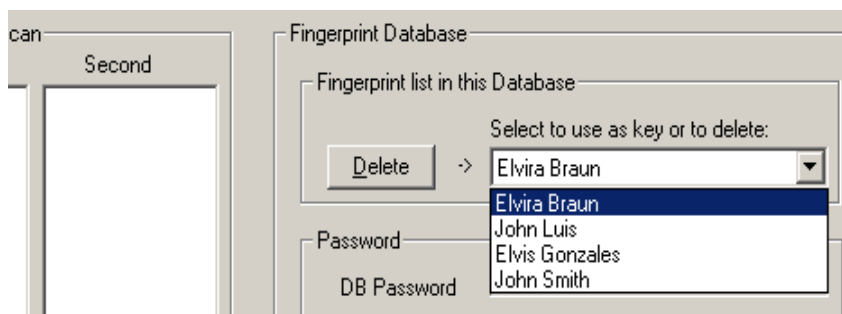 can
Second
Fingerprint Database
Fingerprint list in this Database
Select to use as key or to delete:
Delete -> Elvira Braun
Elvira Braun
John Luis
Elvis Gonzales
John Smith
Password
DB Password